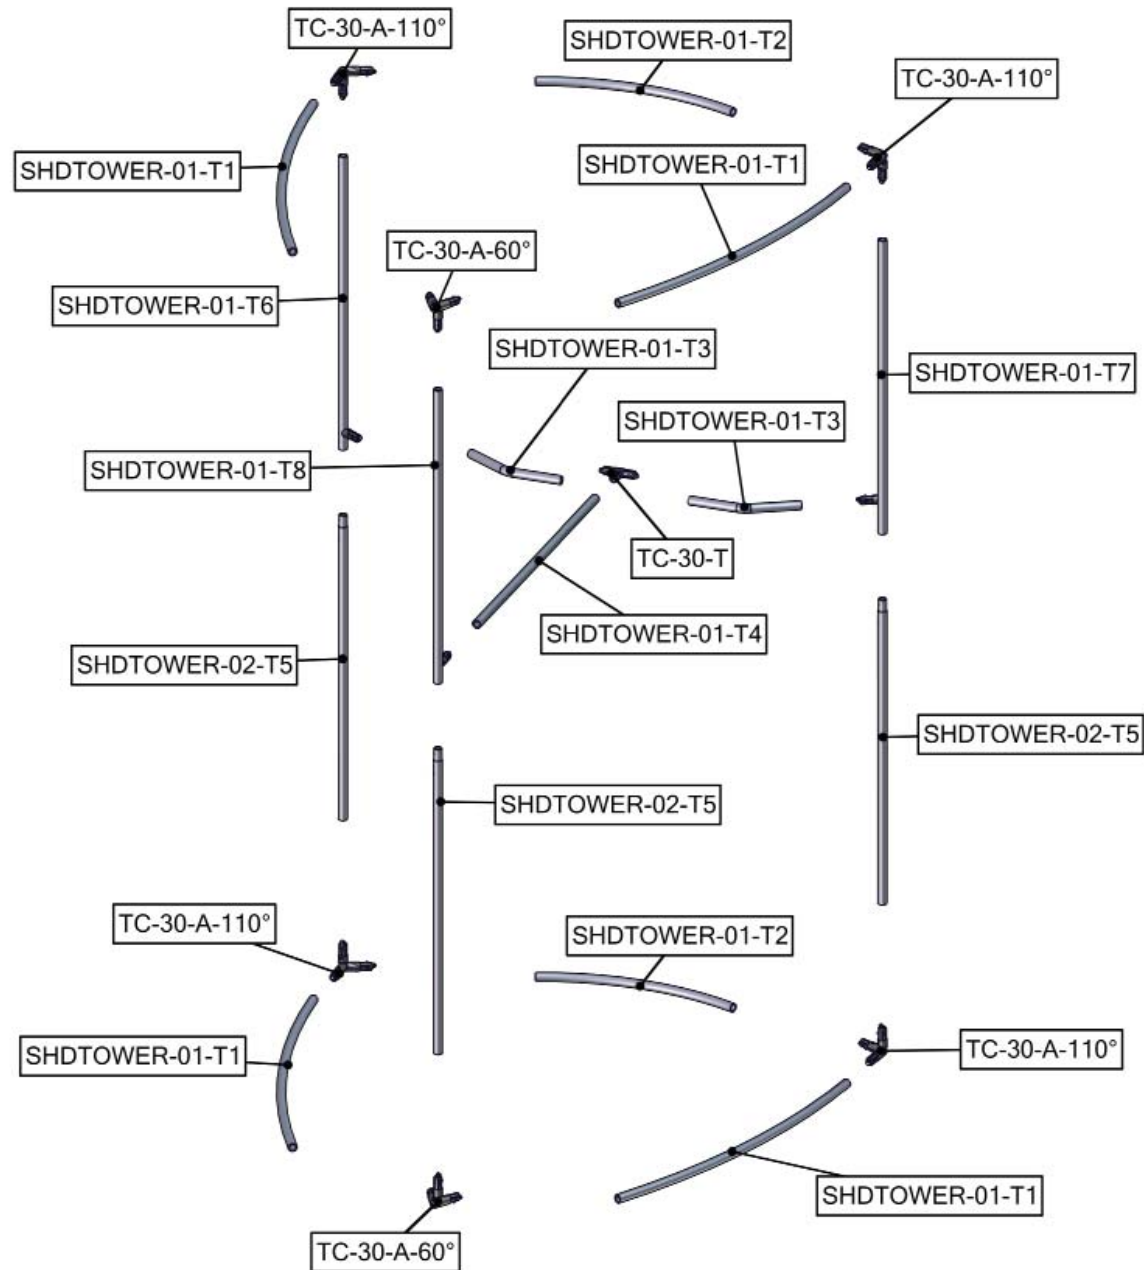 TC-30-A-110°
SHDTOWER-01-T2
TC-30-A-110°
SHDTOWER-01-T1
SHDTOWER-01-T1
TC-30-A-60°
SHDTOWER-01-T6
SHDTOWER-01-T3
SHDTOWER-01-T7
SHDTOWER-01-T3
SHDTOWER-01-T8
TC-30-T
SHDTOWER-01-T4
SHDTOWER-02-T5
SHDTOWER-02-T5
SHDTOWER-02-T5
TC-30-A-110°
SHDTOWER-01-T2
SHDTOWER-01-T1
TC-30-A-110°
SHDTOWER-01-T1
TC-30-A-60°